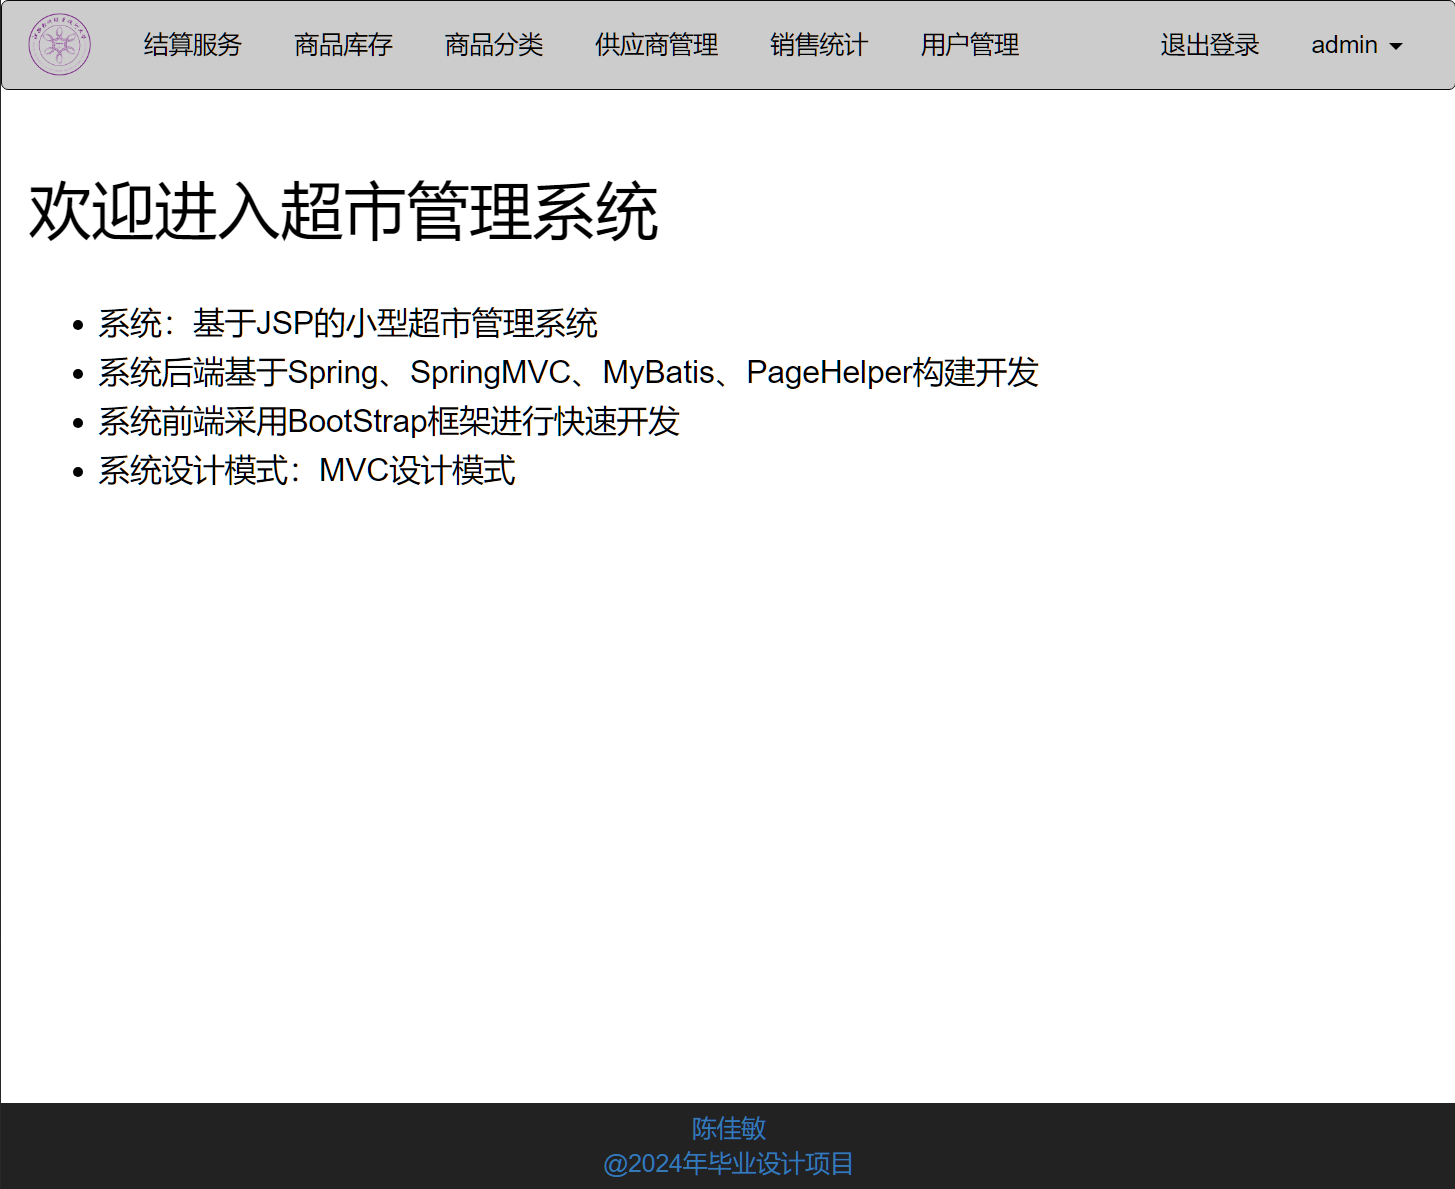 结算服务 商品库存 商品分类 供应商管理 销售统计 用户管理 退出登录 admin
欢迎进入超市管理系统
系统：基于JSP的小型超市管理系统
系统后端基于Spring、SpringMVC、MyBatis、PageHelper构建开发
系统前端采用BootStrap框架进行快速开发
系统设计模式：MVC设计模式
陈佳敏
@2024年毕业设计项目